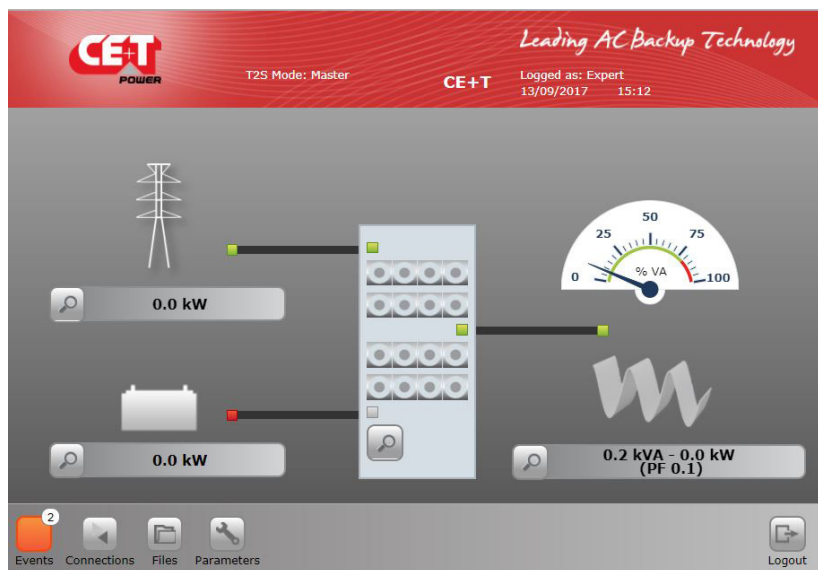 CE+T
POWER
Leading AC Backup Technology
T2S Mode: Master
CE+T
Logged as: Expert
13/09/2017 15:12
0.0 kW
0
25
50
75
100
% VA
0.0 kW
0.2 kVA - 0.0 kW
(PF 0.1)
2
Events
Connections
Files
Parameters
Logout